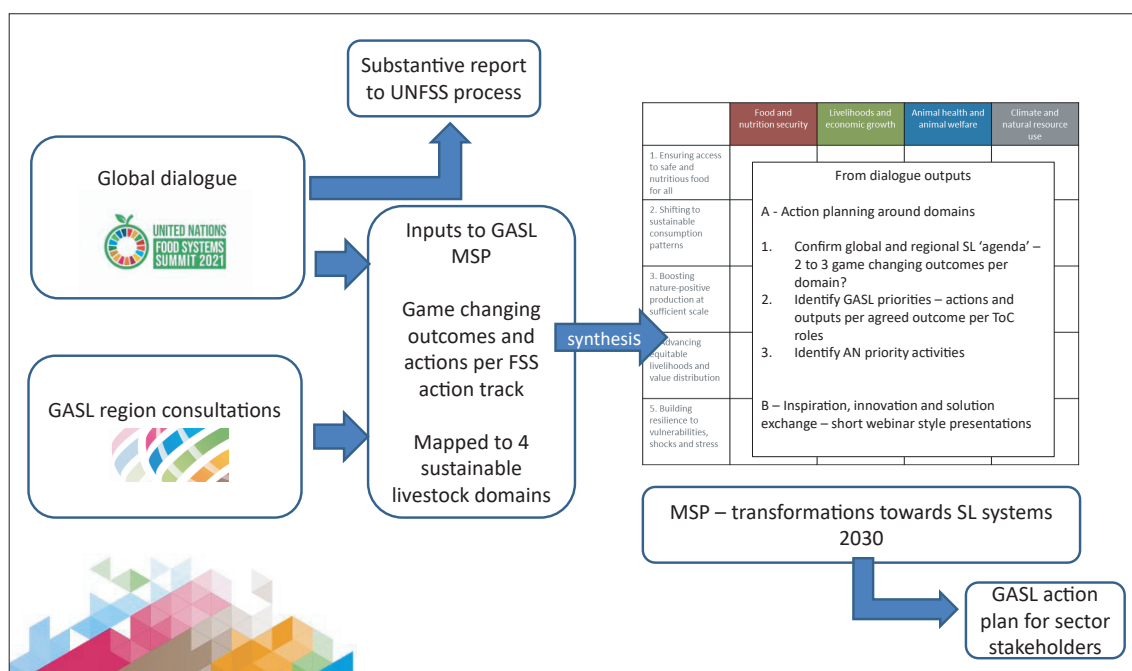 Substantive report
to UNFSS process
Global dialogue
UNITED NATIONS
FOOD SYSTEMS
SUMMIT 2021
GASL region consultations
Inputs to GASL
MSP
Game changing
outcomes and
actions per FSS
action track
Mapped to 4
sustainable
livestock domains
synthesis
Food and
nutrition security
Livelihoods and
economic growth
Animal health and
animal welfare
Climate and
natural resource
use
1. Ensuring access
to safe and
nutritious food
for all
2. Shifting to
sustainable
consumption
patterns
3. Boosting
nature-positive
production at
sufficient scale
Advancing
equitable
livelihoods and
value distribution
5. Building
resilience to
vulnerabilities,
shocks and stress
From dialogue outputs
A - Action planning around domains
1. Confirm global and regional SL ‘agenda’ –
2 to 3 game changing outcomes per
domain?
2. Identify GASL priorities – actions and
outputs per agreed outcome per ToC
roles
3. Identify AN priority activities
B – Inspiration, innovation and solution
exchange – short webinar style presentations
MSP – transformations towards SL systems
2030
GASL action
plan for sector
stakeholders